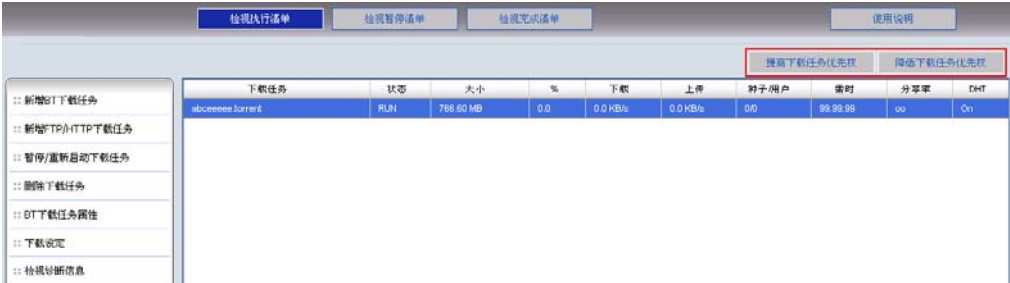 检视执行清单 检视暂停清单 检视完成清单 使用说明
提高下载任务优先权 降低下载任务优先权
下载任务 状态 大小 % 下载 上传 种子/用户 需时 分享率 DHT
abceeeee.torrent RUN 766.60 MB 0.0 0.0 KB/s 0.0 KB/s 0/0 99:99:99 oo On
:: 新增BT下载任务
:: 新增FTP/HTTP下载任务
:: 暂停/重新启动下载任务
:: 删除下载任务
:: BT下载任务属性
:: 下载设定
:: 检视诊断信息